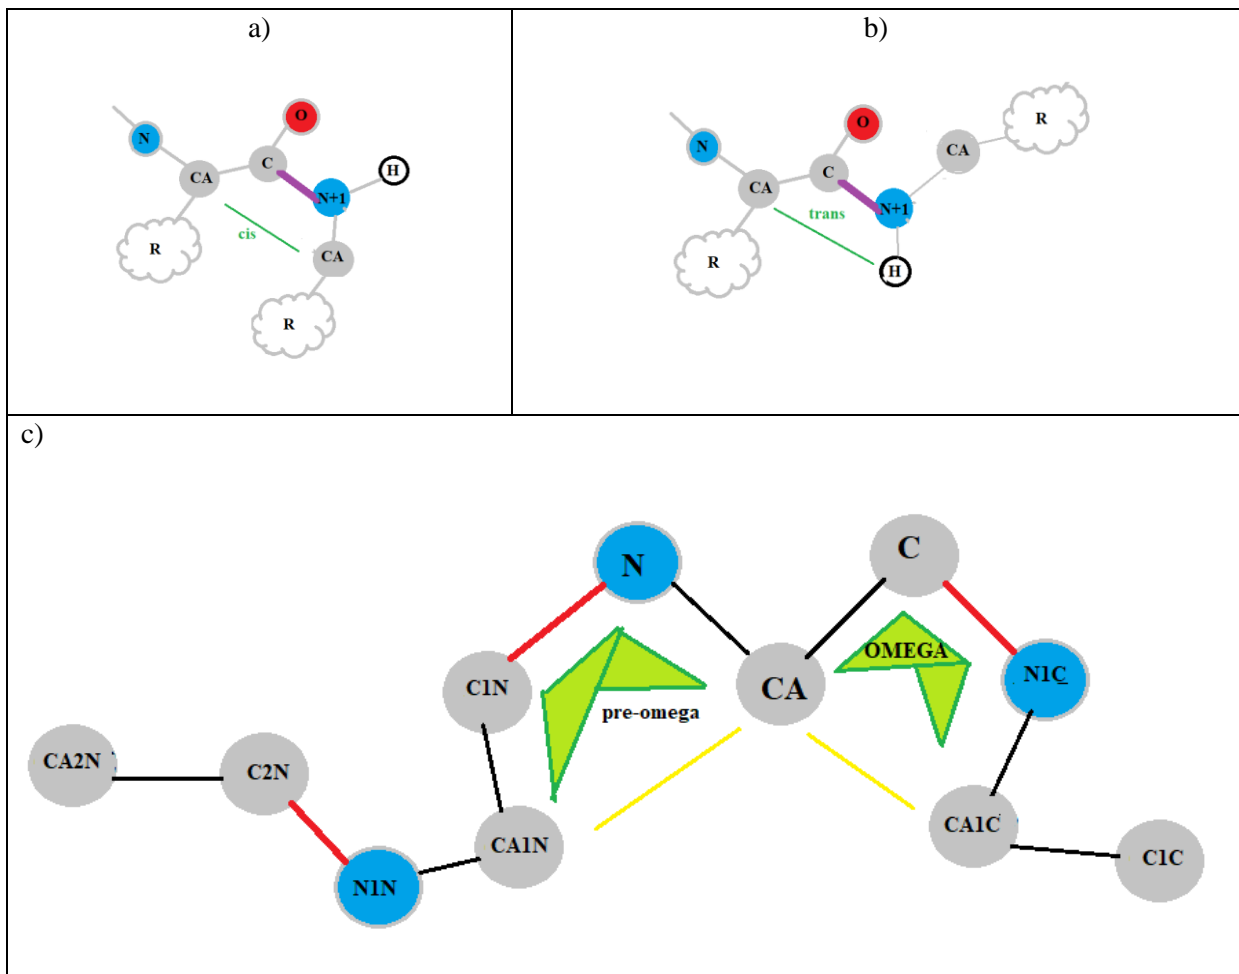 a)
O
N
H
CA
C
N+1
cis
R
CA
R
b)
R
O
N
CA
C
CA
N+1
trans
R
H
c)
N
C
C1N
CA
OMEGA
N1C
pre-omega
CA2N
C2N
CA1N
CA1C
N1N
C1C